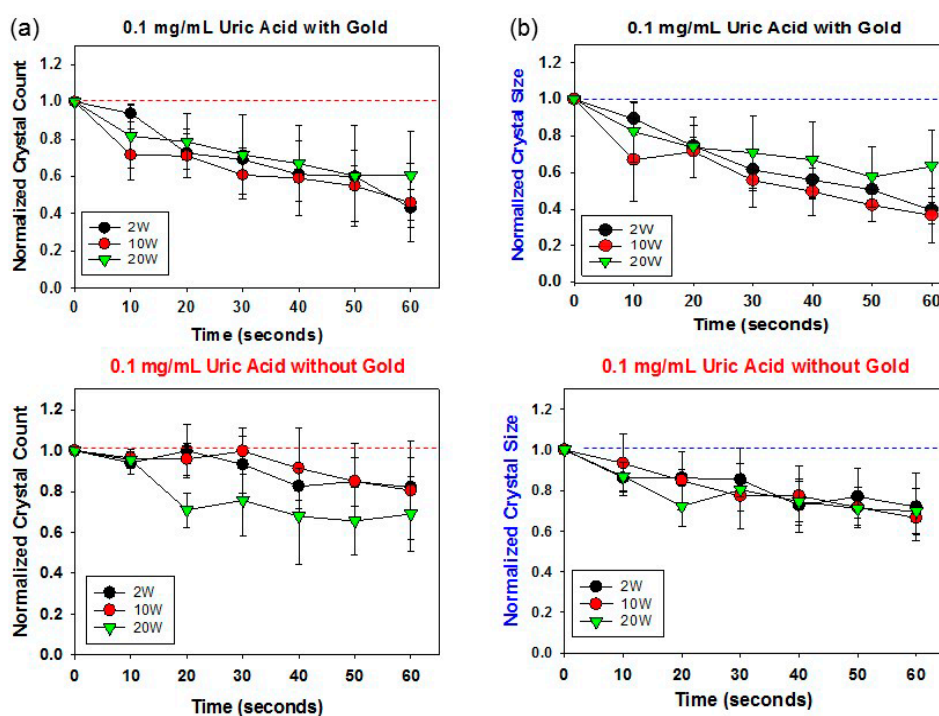 (a)
0.1 mg/mL Uric Acid with Gold
Normalized Crystal Count
1.2
1.0
0.8
0.6
0.4
0.2
0.0
2W
10W
20W
0 10 20 30 40 50 60
Time (seconds)
(b)
0.1 mg/mL Uric Acid with Gold
Normalized Crystal Size
1.2
1.0
0.8
0.6
0.4
0.2
0.0
2W
10W
20W
0 10 20 30 40 50 60
Time (seconds)
0.1 mg/mL Uric Acid without Gold
Normalized Crystal Count
1.2
1.0
0.8
0.6
0.4
0.2
0.0
2W
10W
20W
0 10 20 30 40 50 60
Time (seconds)
0.1 mg/mL Uric Acid without Gold
Normalized Crystal Size
1.2
1.0
0.8
0.6
0.4
0.2
0.0
2W
10W
20W
0 10 20 30 40 50 60
Time (seconds)